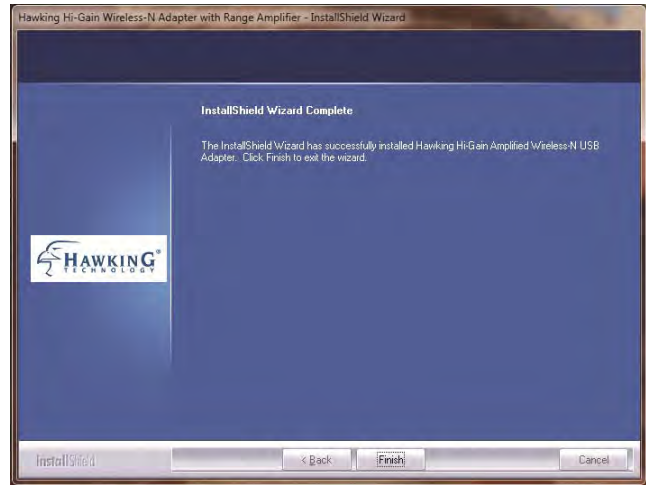 Hawking Hi-Gain Wireless-N Adapter with Range Amplifier - InstallShield Wizard
InstallShield Wizard Complete
The InstallShield Wizard has successfully installed Hawking Hi-Gain Amplified Wireless-N USB
Adapter. Click Finish to exit the wizard.
HAWKING®
TECHNOLOGY
InstallShield
< Back
Finish
Cancel